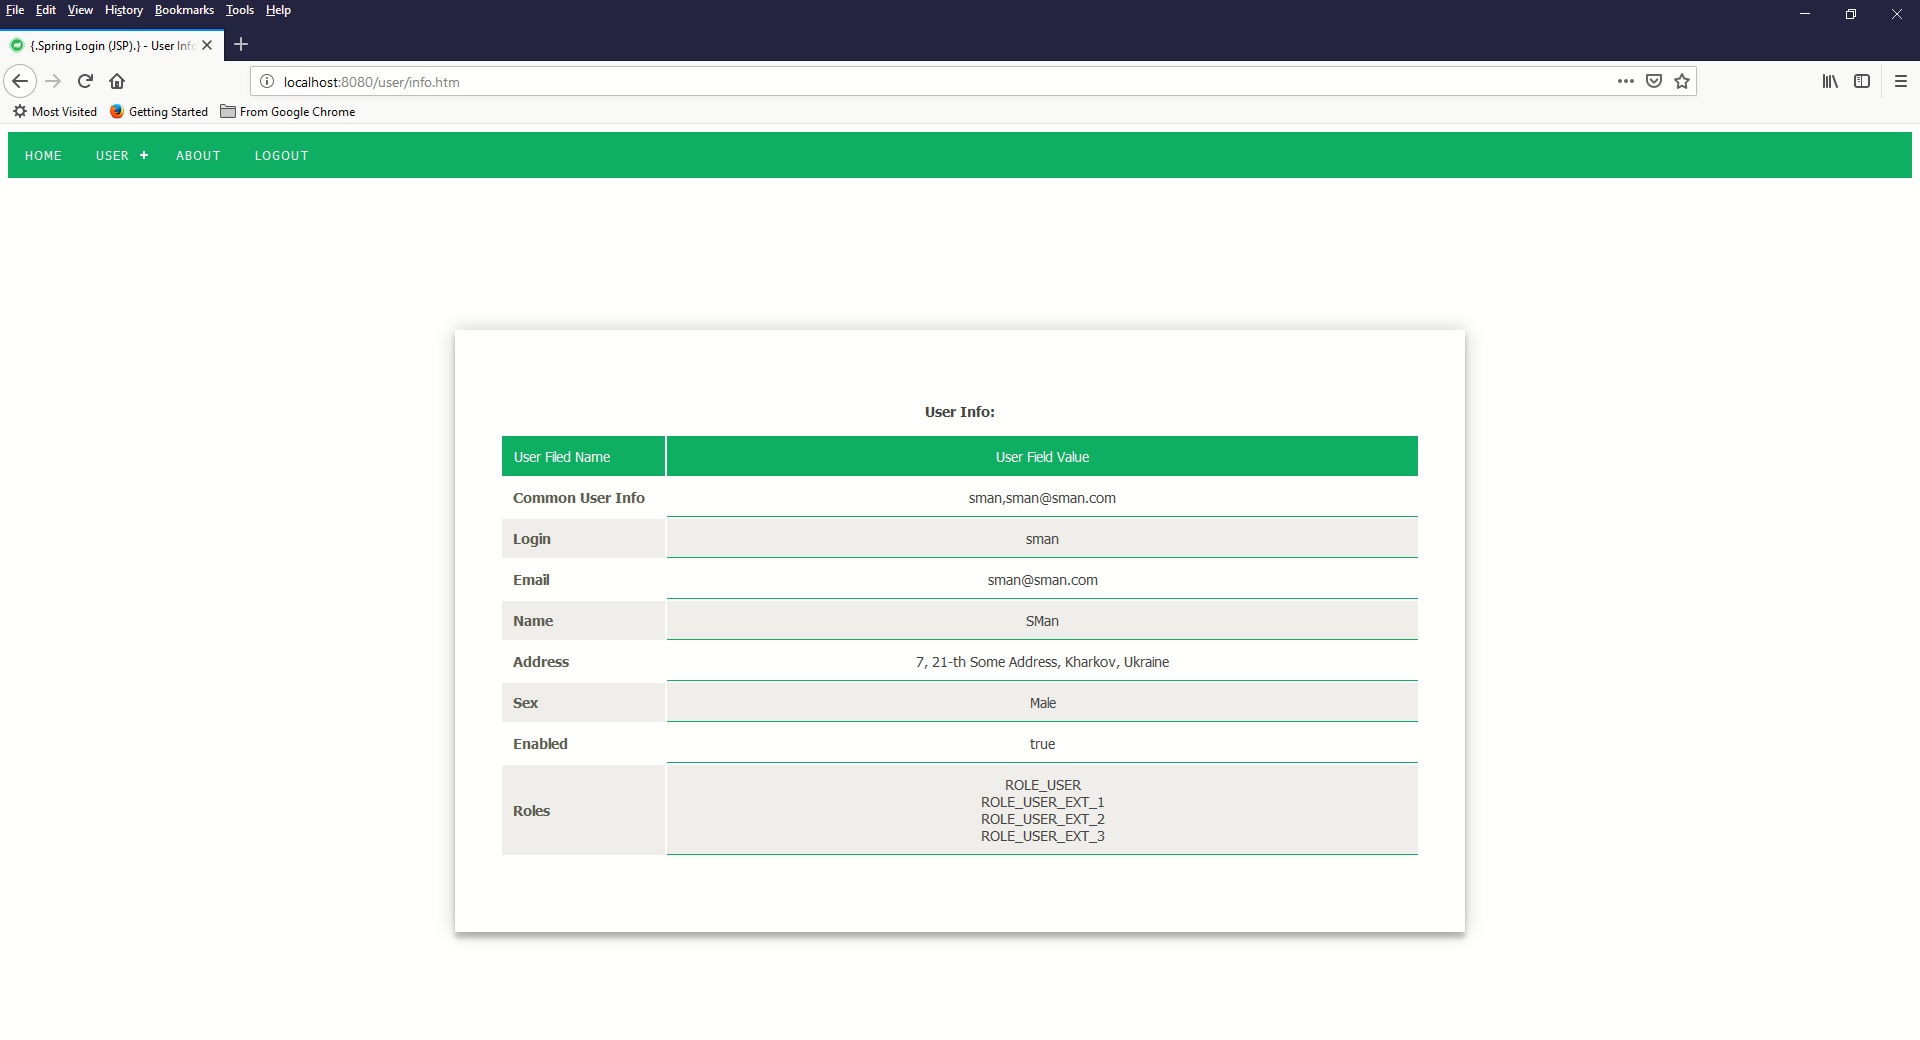 File Edit View History Bookmarks Tools Help
{.Spring Login (JSP).} - User Info
localhost:8080/user/info.htm
Most Visited Getting Started From Google Chrome
HOME USER + ABOUT LOGOUT
User Info:
User Filed Name User Field Value
Common User Info sman,sman@sman.com
Login sman
Email sman@sman.com
Name SMan
Address 7, 21-th Some Address, Kharkov, Ukraine
Sex Male
Enabled true
Roles ROLE_USER
ROLE_USER_EXT_1
ROLE_USER_EXT_2
ROLE_USER_EXT_3